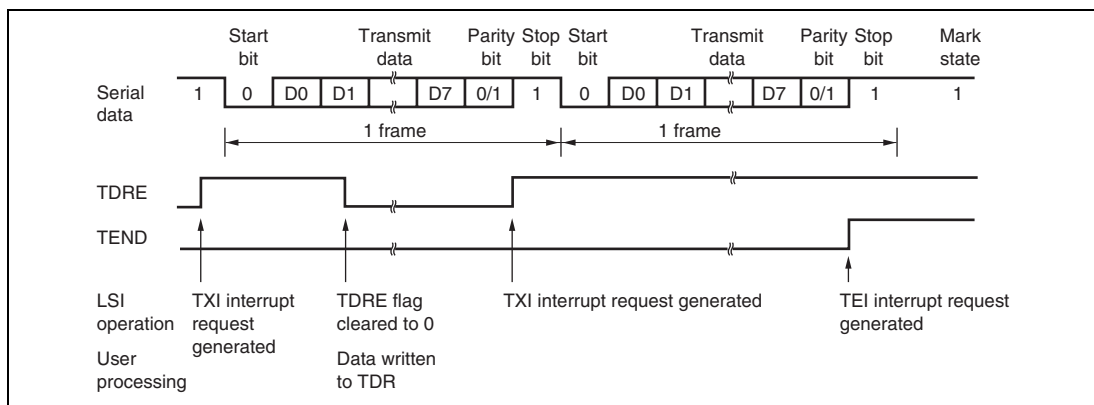 Start bit Transmit data Parity bit Stop bit Start bit Transmit data Parity bit Stop bit Mark state
Serial data 1 0 D0 D1 D7 0/1 1 0 D0 D1 D7 0/1 1 1
1 frame 1 frame
TDRE
TEND
LSI operation TXI interrupt request generated TDRE flag cleared to 0 TXI interrupt request generated TEI interrupt request generated
User processing Data written to TDR